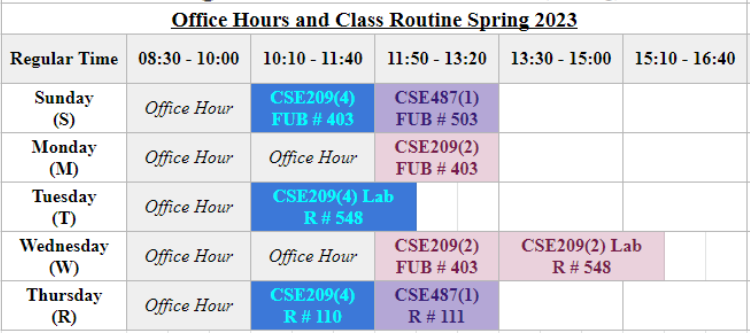 Office Hours and Class Routine Spring 2023
Regular Time 08:30 - 10:00 10:10 - 11:40 11:50 - 13:20 13:30 - 15:00 15:10 - 16:40
Sunday
(S)
Office Hour
CSE209(4)
FUB # 403
CSE487(1)
FUB # 503
Monday
(M)
Office Hour
Office Hour
CSE209(2)
FUB # 403
Tuesday
(T)
Office Hour
CSE209(4) Lab
R # 548
Wednesday
(W)
Office Hour
Office Hour
CSE209(2)
FUB # 403
CSE209(2) Lab
R # 548
Thursday
(R)
Office Hour
CSE209(4)
R # 110
CSE487(1)
R # 111